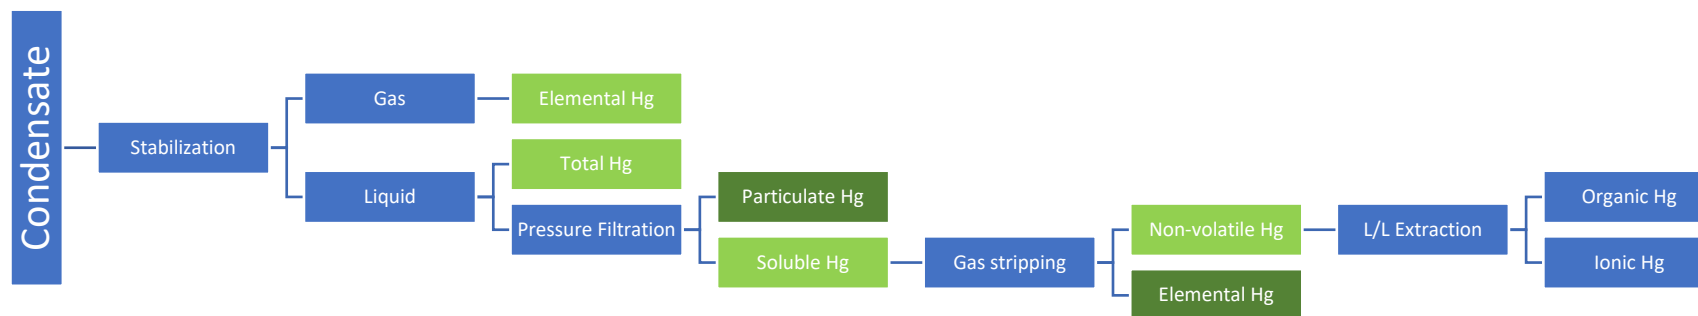 Condensate
Stabilization
Gas
Elemental Hg
Liquid
Total Hg
Pressure Filtration
Particulate Hg
Soluble Hg
Gas stripping
Non-volatile Hg
Elemental Hg
L/L Extraction
Organic Hg
Ionic Hg